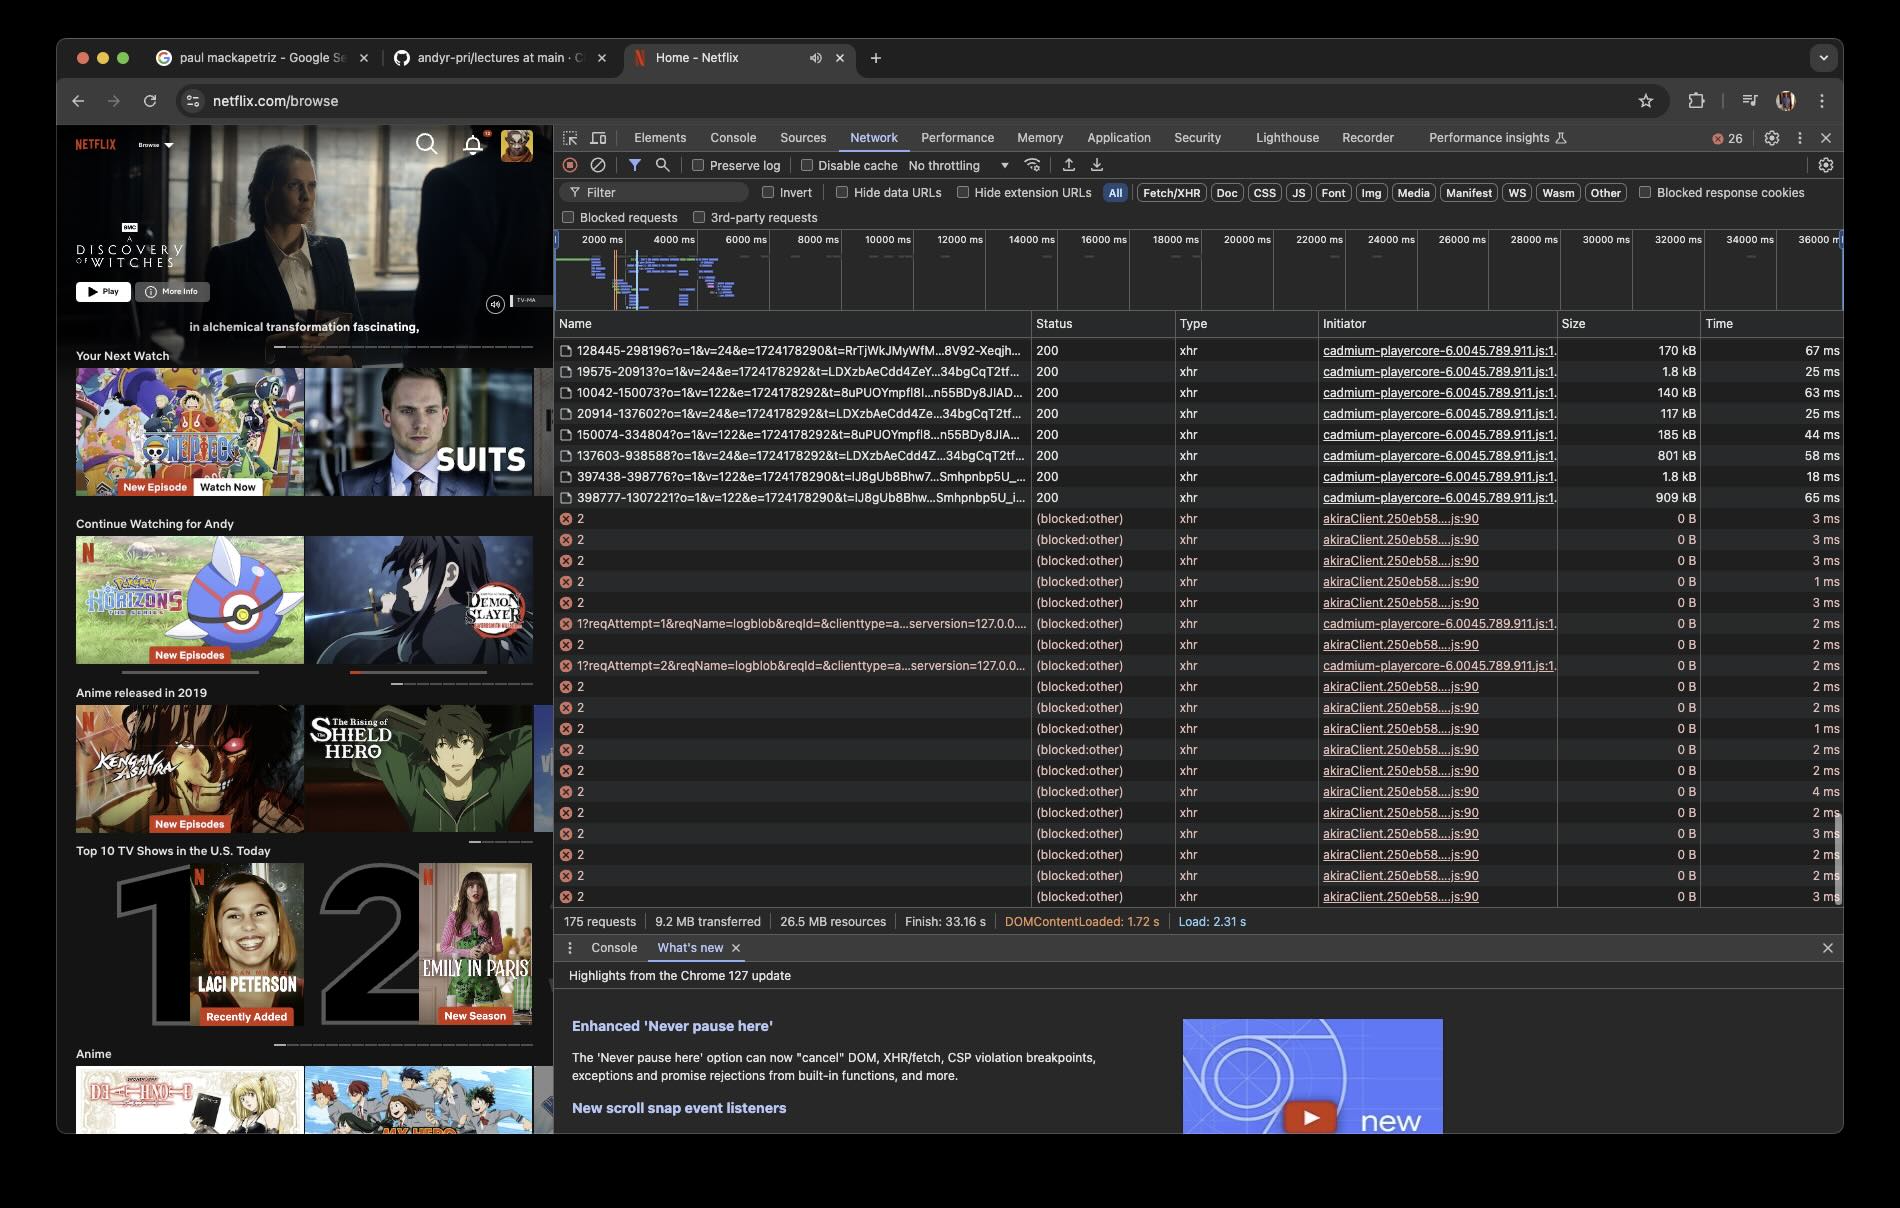 paul mackapetriz - Google Se
andyr-pri/lectures at main · C
Home - Netflix
netflix.com/browse
NETFLIX
Browse
AMC
A
DISCOVERY
OF WITCHES
Play
More Info
TV-MA
in alchemical transformation fascinating,
Your Next Watch
ONE PIECE
New Episode
Watch Now
SUITS
Continue Watching for Andy
N
POKÉMON
HORIZONS
THE SERIES
New Episodes
DEMON
SLAYER
Anime released in 2019
N
KENGAN
ASHURA
New Episodes
The Rising of
the
SHIELD
HERO
Top 10 TV Shows in the U.S. Today
1
N
AMERICAN MURDER
LACI PETERSON
Recently Added
2
N
EMILY IN PARIS
New Season
Anime
DEATH NOTE
MY HERO
Elements
Console
Sources
Network
Performance
Memory
Application
Security
Lighthouse
Recorder
Performance insights
26
Preserve log
Disable cache
No throttling
Filter
Invert
Hide data URLs
Hide extension URLs
All
Fetch/XHR
Doc
CSS
JS
Font
Img
Media
Manifest
WS
Wasm
Other
Blocked response cookies
Blocked requests
3rd-party requests
2000 ms 4000 ms 6000 ms 8000 ms 10000 ms 12000 ms 14000 ms 16000 ms 18000 ms 20000 ms 22000 ms 24000 ms 26000 ms 28000 ms 30000 ms 32000 ms 34000 ms 36000 m
Name Status Type Initiator Size Time
128445-298196?o=1&v=24&e=1724178290&t=RrTjWkJMyWfM...8V92-Xeqjh... 200 xhr cadmium-playercore-6.0045.789.911.js:1. 170 kB 67 ms
19575-20913?o=1&v=24&e=1724178292&t=LDXzbAeCdd4ZeY...34bgCqT2tf... 200 xhr cadmium-playercore-6.0045.789.911.js:1. 1.8 kB 25 ms
10042-150073?o=1&v=122&e=1724178292&t=8uPUOYmpfl8I...n55BDy8JIAD... 200 xhr cadmium-playercore-6.0045.789.911.js:1. 140 kB 63 ms
20914-137602?o=1&v=24&e=1724178292&t=LDXzbAeCdd4Ze...34bgCqT2tf... 200 xhr cadmium-playercore-6.0045.789.911.js:1. 117 kB 25 ms
150074-334804?o=1&v=122&e=1724178292&t=8uPUOYmpfl8...n55BDy8JIA... 200 xhr cadmium-playercore-6.0045.789.911.js:1. 185 kB 44 ms
137603-938588?o=1&v=24&e=1724178292&t=LDXzbAeCdd4Z...34bgCqT2tf... 200 xhr cadmium-playercore-6.0045.789.911.js:1. 801 kB 58 ms
397438-398776?o=1&v=122&e=1724178290&t=IJ8gUb8Bhw7...Smhpnbp5U_... 200 xhr cadmium-playercore-6.0045.789.911.js:1. 1.8 kB 18 ms
398777-1307221?o=1&v=122&e=1724178290&t=IJ8gUb8Bhw...Smhpnbp5U_i... 200 xhr cadmium-playercore-6.0045.789.911.js:1. 909 kB 65 ms
2 (blocked:other) xhr akiraClient.250eb58....js:90 0 B 3 ms
2 (blocked:other) xhr akiraClient.250eb58....js:90 0 B 3 ms
2 (blocked:other) xhr akiraClient.250eb58....js:90 0 B 3 ms
2 (blocked:other) xhr akiraClient.250eb58....js:90 0 B 1 ms
2 (blocked:other) xhr akiraClient.250eb58....js:90 0 B 3 ms
1?reqAttempt=1&reqName=logblob&reqId=&clienttype=a...serversion=127.0.0.... (blocked:other) xhr cadmium-playercore-6.0045.789.911.js:1. 0 B 2 ms
2 (blocked:other) xhr akiraClient.250eb58....js:90 0 B 2 ms
1?reqAttempt=2&reqName=logblob&reqId=&clienttype=a...serversion=127.0.0... (blocked:other) xhr cadmium-playercore-6.0045.789.911.js:1. 0 B 2 ms
2 (blocked:other) xhr akiraClient.250eb58....js:90 0 B 2 ms
2 (blocked:other) xhr akiraClient.250eb58....js:90 0 B 2 ms
2 (blocked:other) xhr akiraClient.250eb58....js:90 0 B 1 ms
2 (blocked:other) xhr akiraClient.250eb58....js:90 0 B 2 ms
2 (blocked:other) xhr akiraClient.250eb58....js:90 0 B 2 ms
2 (blocked:other) xhr akiraClient.250eb58....js:90 0 B 4 ms
2 (blocked:other) xhr akiraClient.250eb58....js:90 0 B 2 ms
2 (blocked:other) xhr akiraClient.250eb58....js:90 0 B 3 ms
2 (blocked:other) xhr akiraClient.250eb58....js:90 0 B 2 ms
2 (blocked:other) xhr akiraClient.250eb58....js:90 0 B 2 ms
2 (blocked:other) xhr akiraClient.250eb58....js:90 0 B 3 ms
175 requests 9.2 MB transferred 26.5 MB resources Finish: 33.16 s DOMContentLoaded: 1.72 s Load: 2.31 s
Console
What's new
Highlights from the Chrome 127 update
Enhanced 'Never pause here'
The 'Never pause here' option can now "cancel" DOM, XHR/fetch, CSP violation breakpoints,
exceptions and promise rejections from built-in functions, and more.
New scroll snap event listeners
new